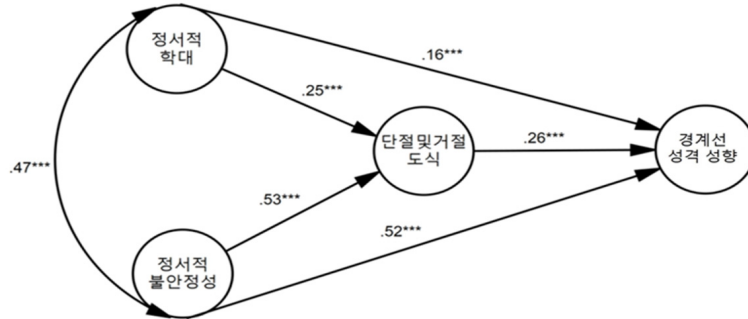 정서적
학대
.16***
.25***
단절및거절
도식
.26***
경계선
성격 성향
.47***
.53***
.52***
정서적
불안정성